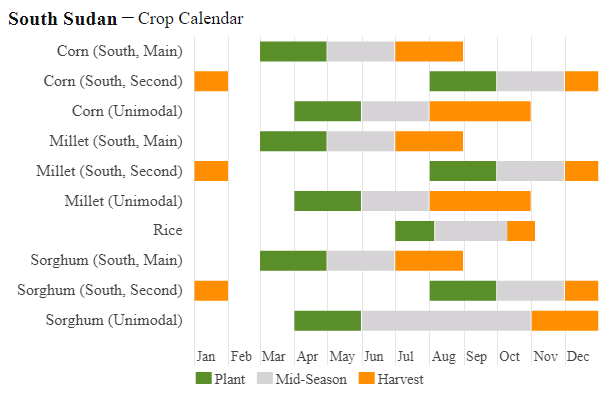 South Sudan — Crop Calendar
Corn (South, Main)
Corn (South, Second)
Corn (Unimodal)
Millet (South, Main)
Millet (South, Second)
Millet (Unimodal)
Rice
Sorghum (South, Main)
Sorghum (South, Second)
Sorghum (Unimodal)
Jan Feb Mar Apr May Jun Jul Aug Sep Oct Nov Dec
Plant Mid-Season Harvest